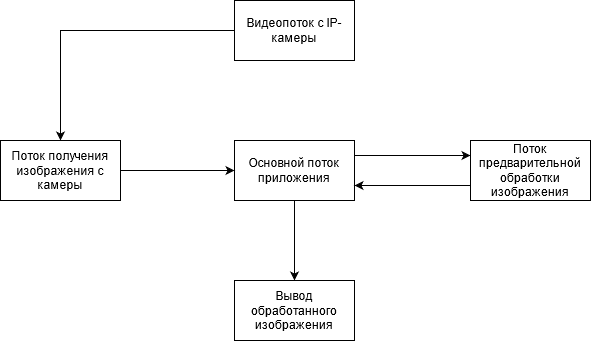 Видеопоток с IP-
камеры
Поток получения
изображения с
камеры
Основной поток
приложения
Поток
предварительной
обработки
изображения
Вывод
обработанного
изображения